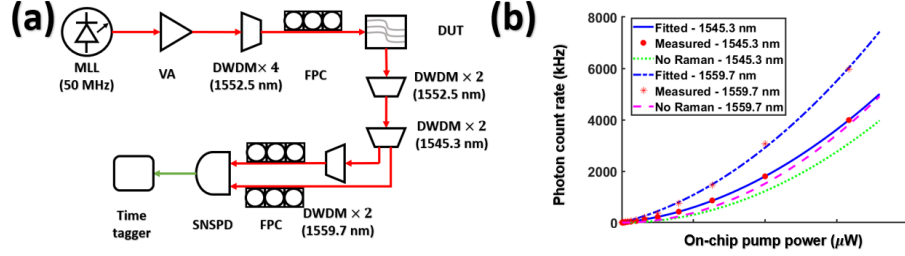 (a)
MLL
(50 MHz)
VA
DWDM× 4
(1552.5 nm)
FPC
DUT
DWDM × 2
(1552.5 nm)
DWDM × 2
(1545.3 nm)
Time
tagger
SNSPD
FPC
DWDM × 2
(1559.7 nm)
(b)
Photon count rate (kHz)
8000
6000
4000
2000
0
Fitted - 1545.3 nm
Measured - 1545.3 nm
No Raman - 1545.3 nm
Fitted - 1559.7 nm
Measured - 1559.7 nm
No Raman - 1559.7 nm
On-chip pump power (μW)